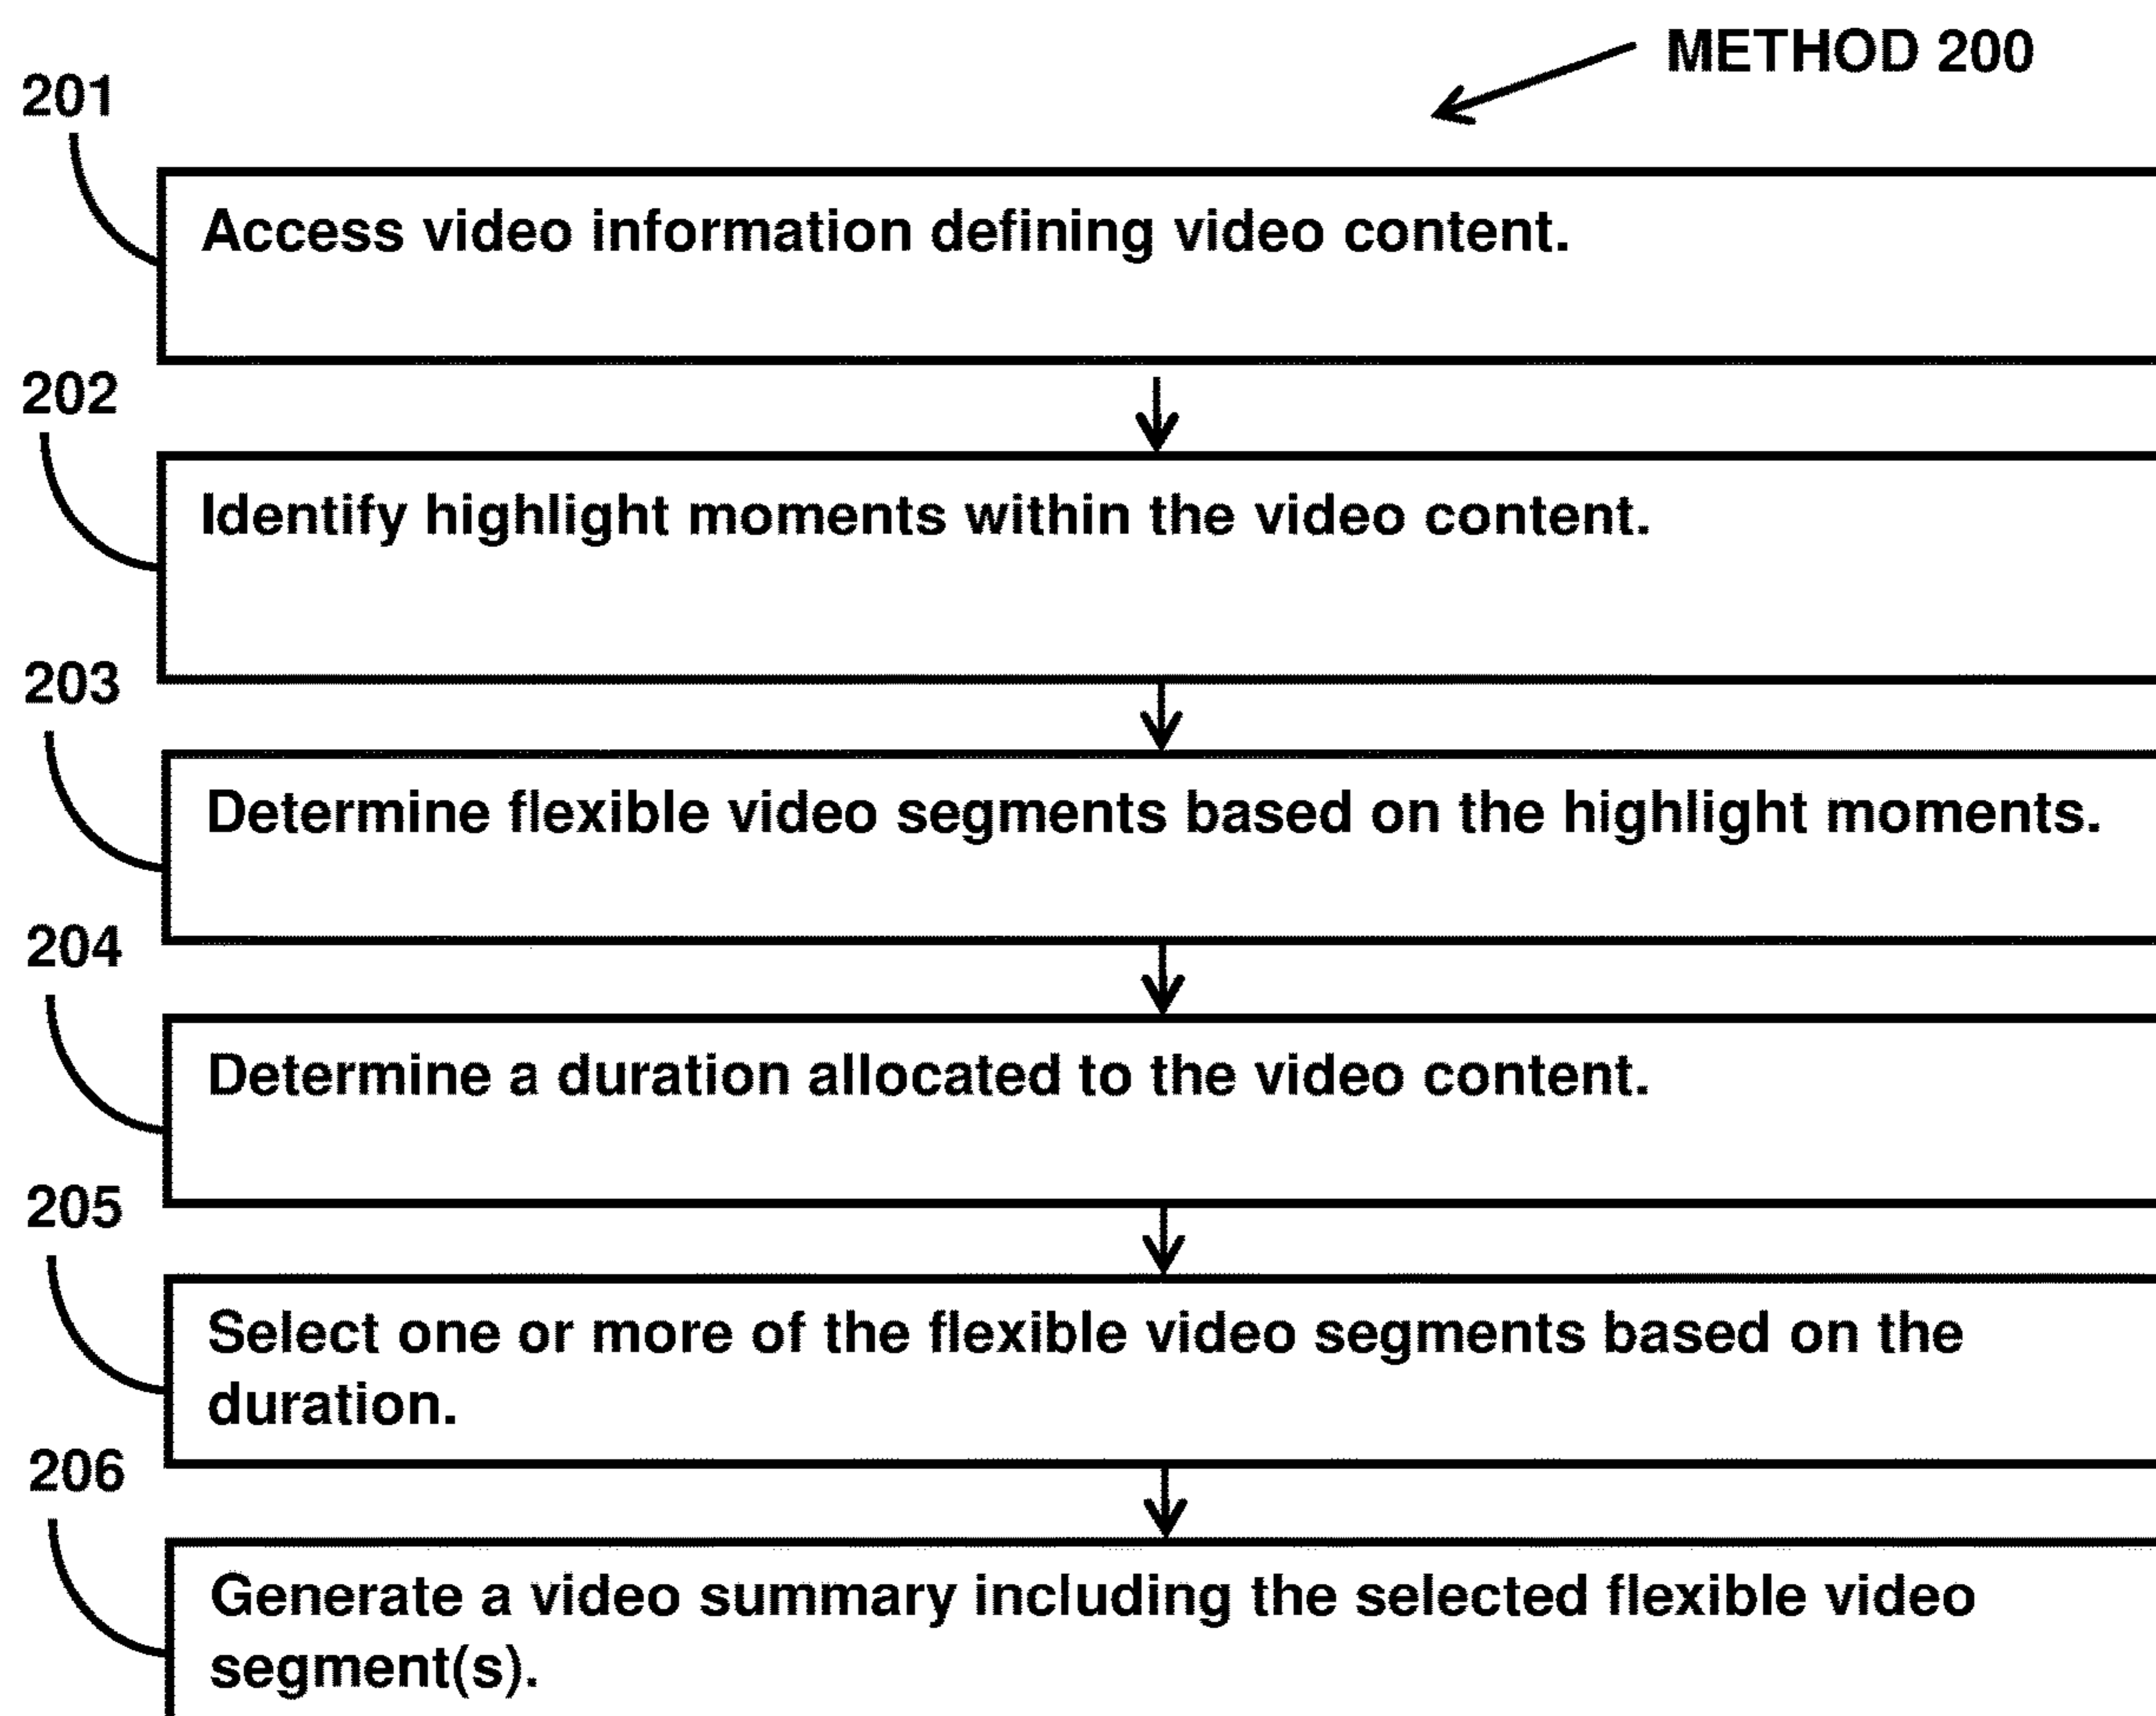 METHOD 200
201
Access video information defining video content.
202
Identify highlight moments within the video content.
203
Determine flexible video segments based on the highlight moments.
204
Determine a duration allocated to the video content.
205
Select one or more of the flexible video segments based on the
duration.
206
Generate a video summary including the selected flexible video
segment(s).